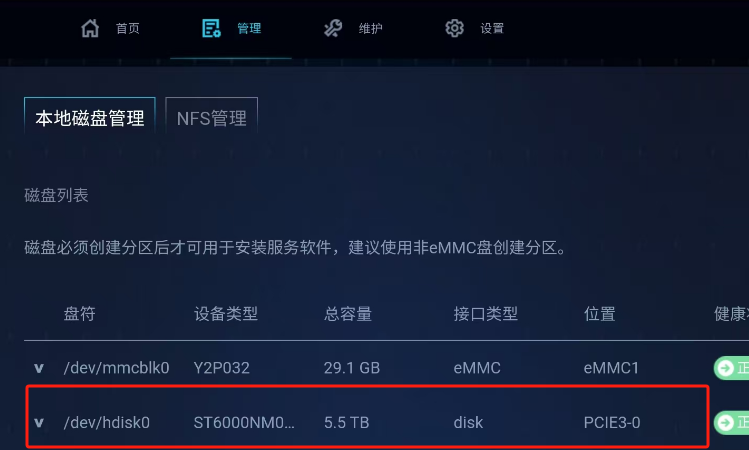 首页 管理 维护 设置
本地磁盘管理 NFS管理
磁盘列表
磁盘必须创建分区后才可用于安装服务软件，建议使用非eMMC盘创建分区。
盘符 设备类型 总容量 接口类型 位置 健康
/dev/mmcblk0 Y2P032 29.1 GB eMMC eMMC1 正
/dev/hdisk0 ST6000NM0... 5.5 TB disk PCIE3-0 正